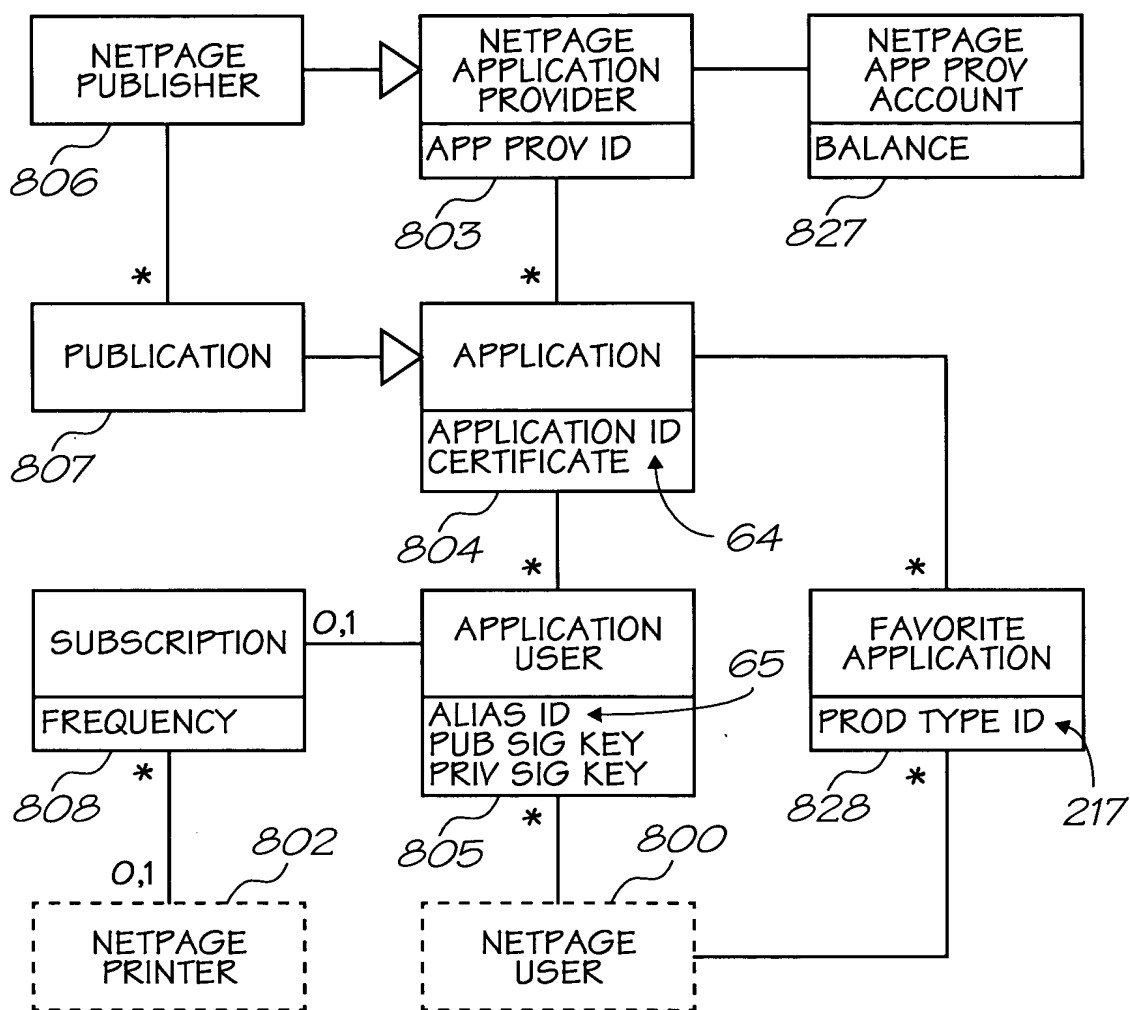 NETPAGE
PUBLISHER
806
NETPAGE
APPLICATION
PROVIDER
APP PROV ID
803
NETPAGE
APP PROV
ACCOUNT
BALANCE
827
*
*
PUBLICATION
807
APPLICATION
APPLICATION ID
CERTIFICATE
804
64
*
*
SUBSCRIPTION
FREQUENCY
808
0,1
APPLICATION
USER
ALIAS ID
PUB SIG KEY
PRIV SIG KEY
805
65
FAVORITE
APPLICATION
PROD TYPE ID
828
217
*
*
*
0,1
802
800
NETPAGE
PRINTER
NETPAGE
USER